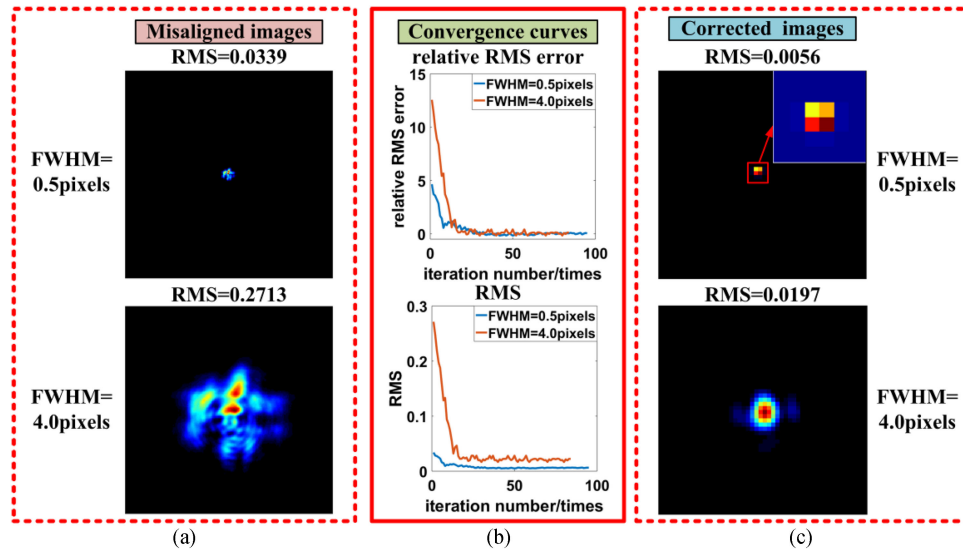 Misaligned images
RMS=0.0339
FWHM=
0.5pixels
RMS=0.2713
FWHM=
4.0pixels
(a)
Convergence curves
relative RMS error
FWHM=0.5pixels
FWHM=4.0pixels
15
10
5
0
relative RMS error
0
50
100
iteration number/times
RMS
FWHM=0.5pixels
FWHM=4.0pixels
0.3
0.2
0.1
0
RMS
0
50
100
iteration number/times
(b)
Corrected images
RMS=0.0056
FWHM=
0.5pixels
RMS=0.0197
FWHM=
4.0pixels
(c)